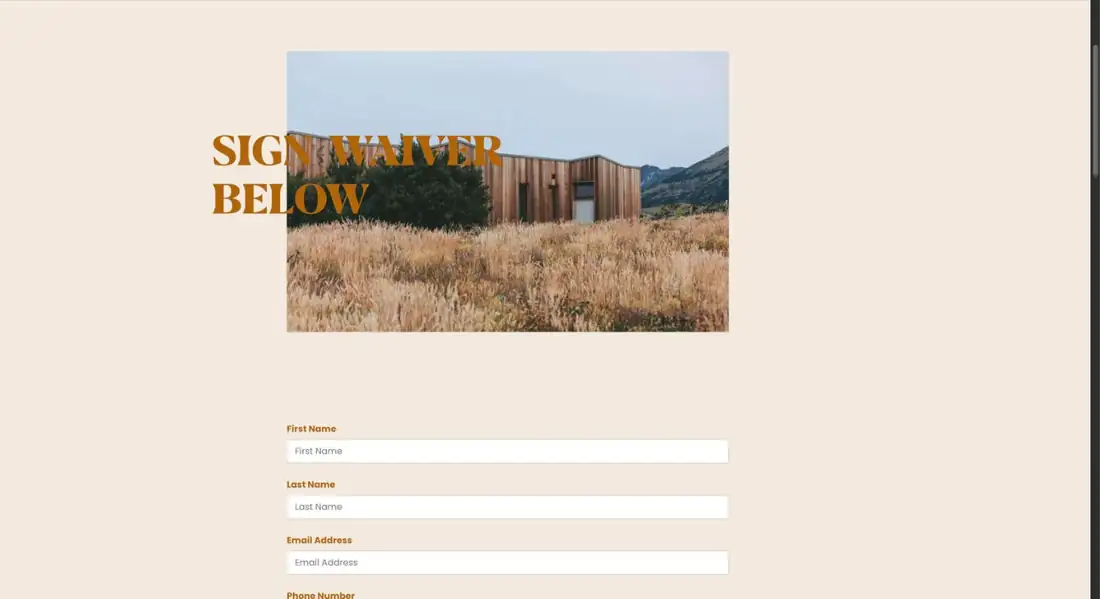 SIGN WAIVER
BELOW
First Name
First Name
Last Name
Last Name
Email Address
Email Address
Phone Number